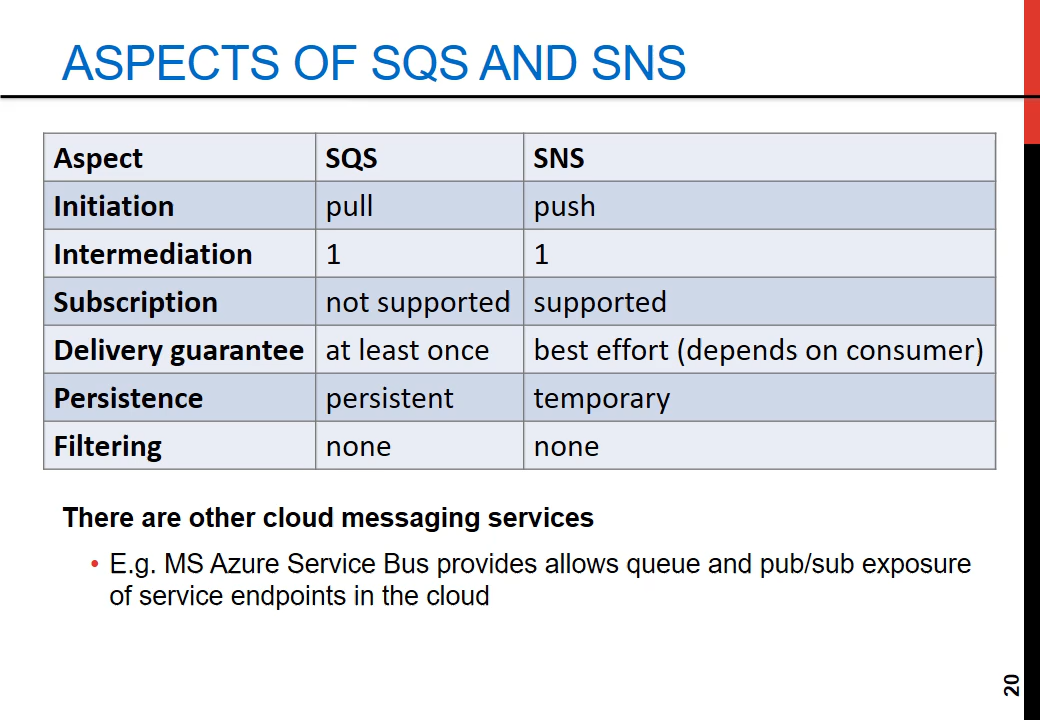 ASPECTS OF SQS AND SNS
Aspect SQS SNS
Initiation pull push
Intermediation 1 1
Subscription not supported supported
Delivery guarantee at least once best effort (depends on consumer)
Persistence persistent temporary
Filtering none none
There are other cloud messaging services
• E.g. MS Azure Service Bus provides allows queue and pub/sub exposure
of service endpoints in the cloud
20